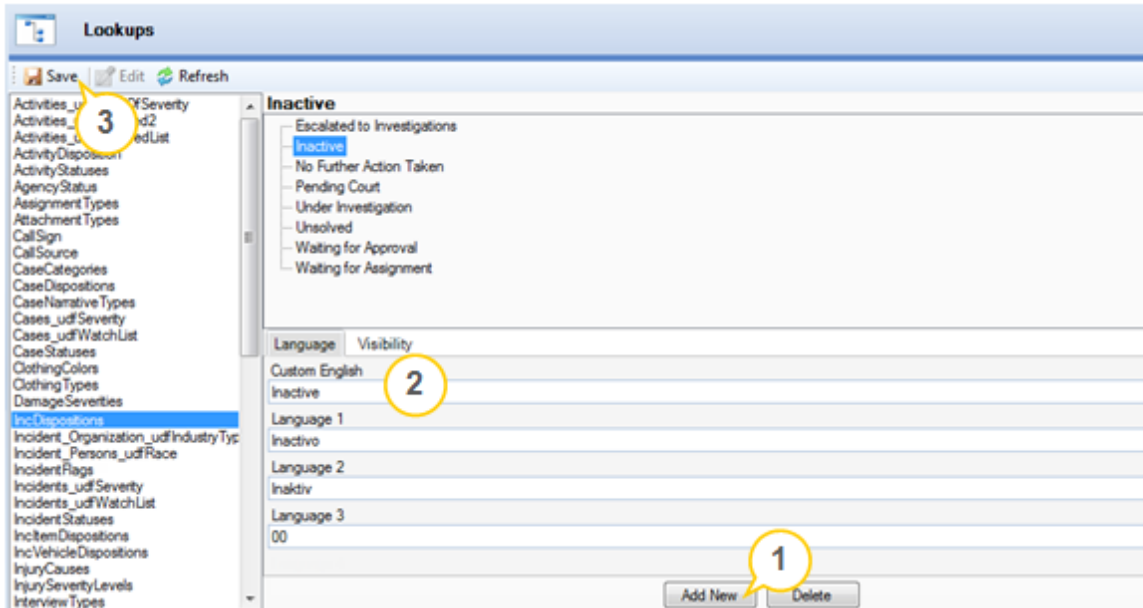 Lookups
Save Edit Refresh
3
Activities_u OfSeverity
Activities_ ed2
Activities_u edList
ActivityDisposition
ActivityStatuses
AgencyStatus
AssignmentTypes
AttachmentTypes
CallSign
CallSource
CaseCategories
CaseDispositions
CaseNarrativeTypes
Cases_udfSeverity
Cases_udfWatchList
CaseStatuses
ClothingColors
ClothingTypes
DamageSeverities
IncDispositions
Incident_Organization_udfIndustryTyp
Incident_Persons_udfRace
IncidentFlags
Incidents_udfSeverity
Incidents_udfWatchList
IncidentStatuses
IncItemDispositions
IncVehicleDispositions
InjuryCauses
InjurySeverityLevels
InterviewTypes
Inactive
Escalated to Investigations
Inactive
No Further Action Taken
Pending Court
Under Investigation
Unsolved
Waiting for Approval
Waiting for Assignment
Language Visibility
2
Custom English
Inactive
Language 1
Inactivo
Language 2
Inaktiv
Language 3
00
1
Add New Delete